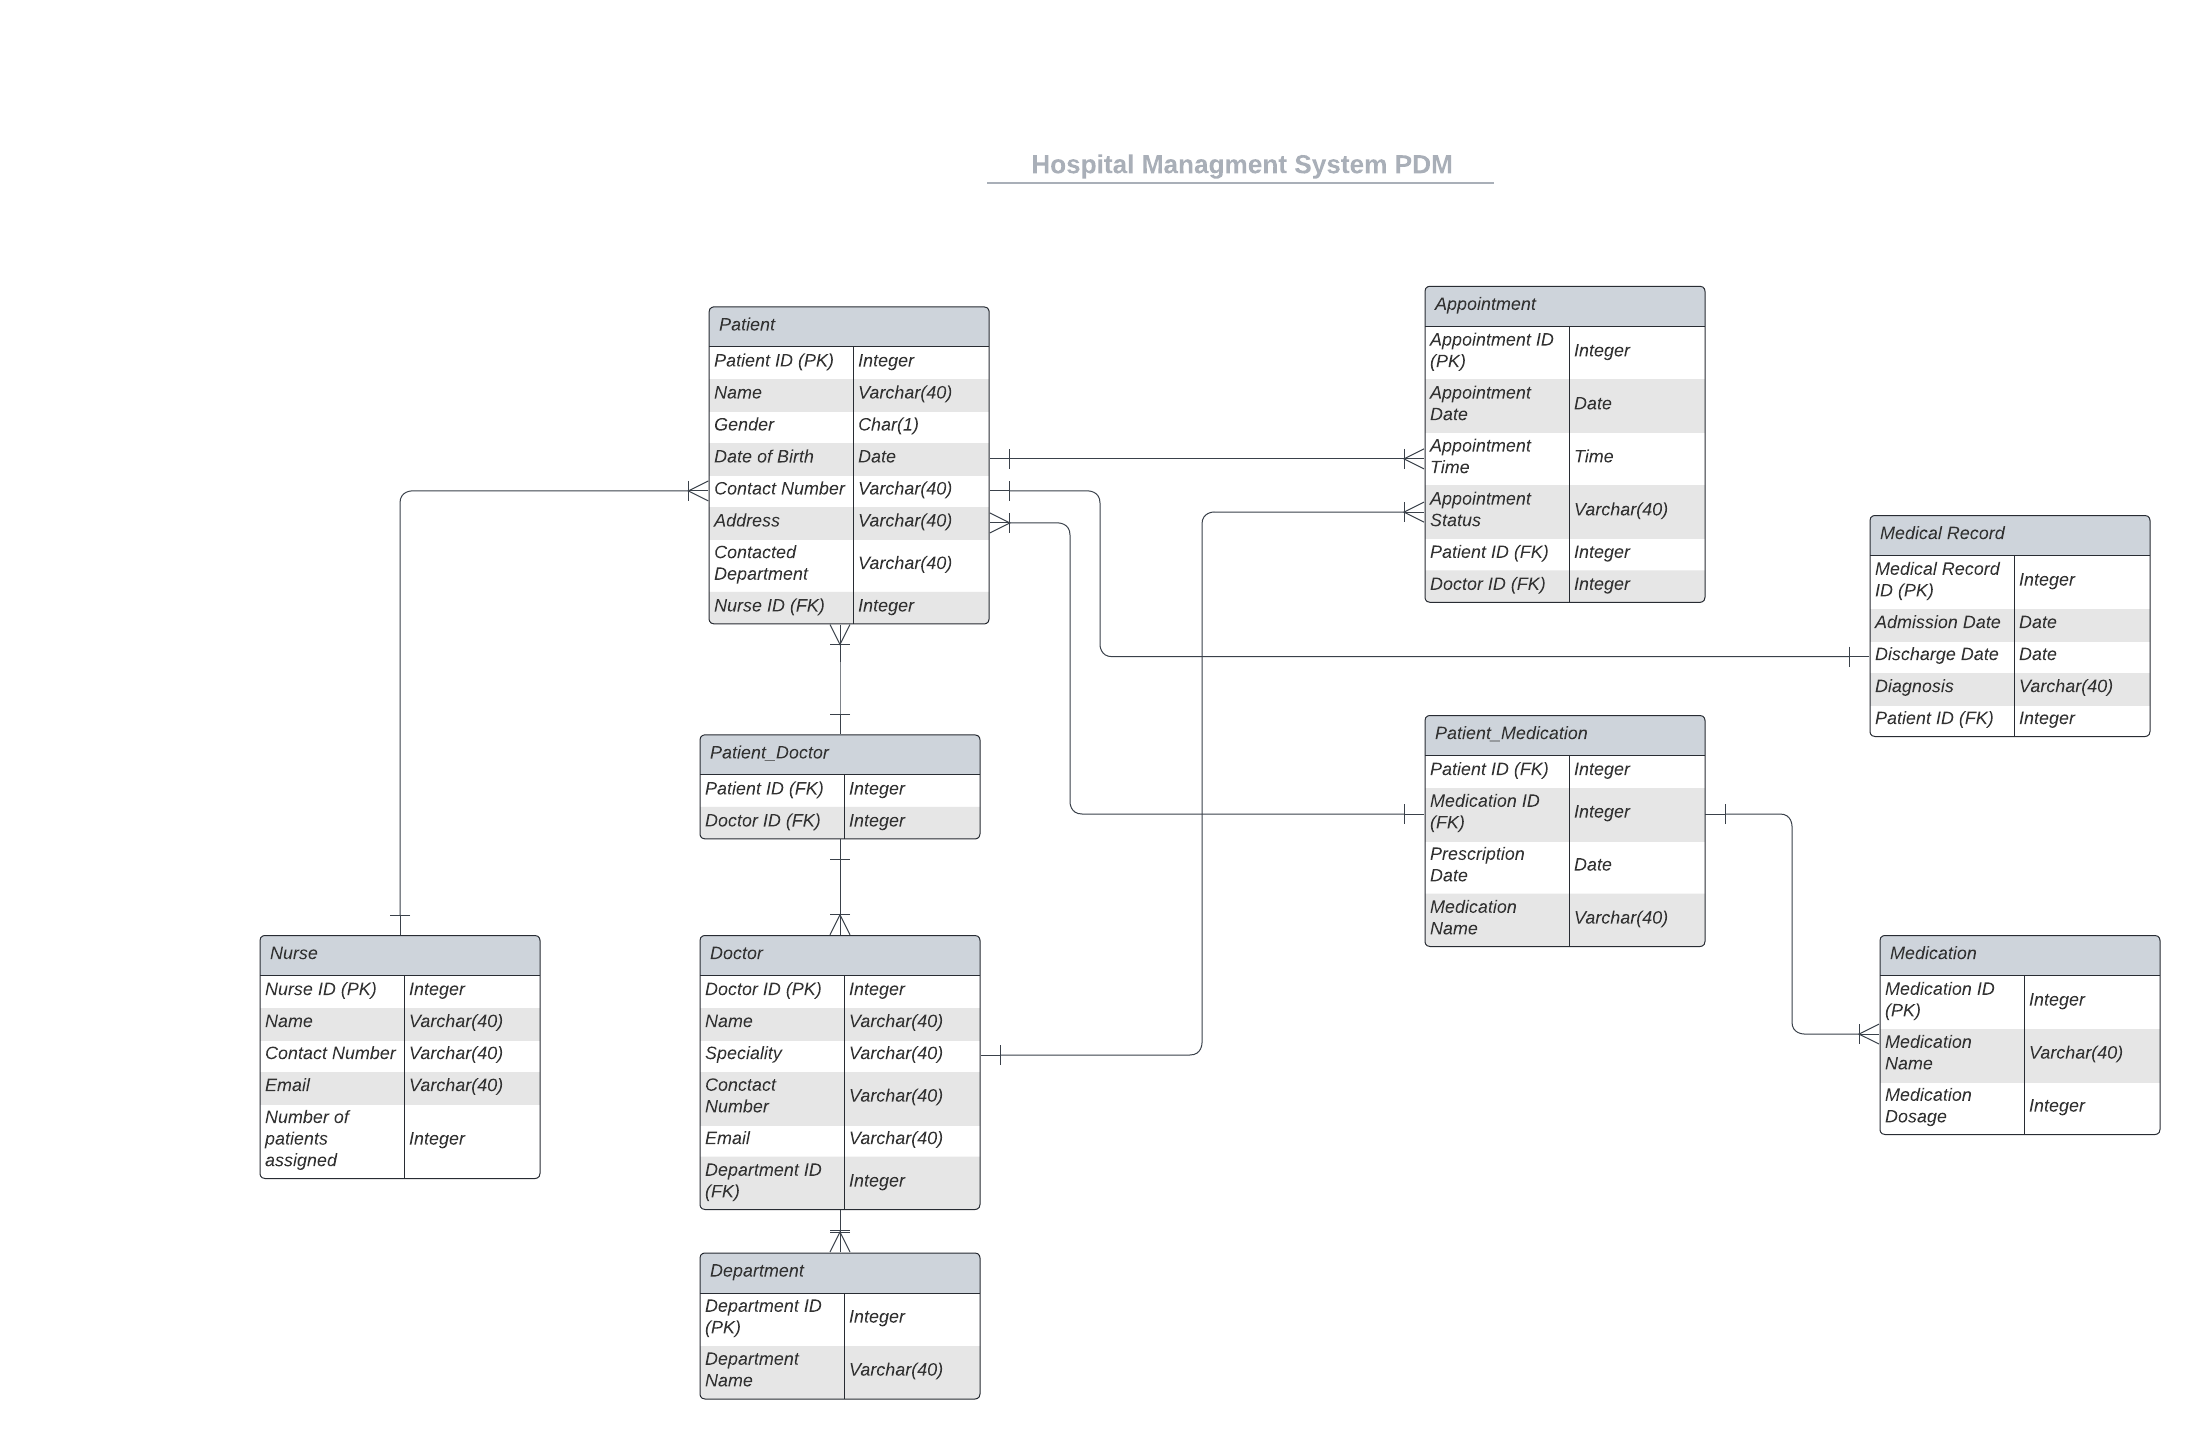 Hospital Managment System PDM
Patient
Patient ID (PK) Integer
Name Varchar(40)
Gender Char(1)
Date of Birth Date
Contact Number Varchar(40)
Address Varchar(40)
Contacted
Department
Varchar(40)
Nurse ID (FK) Integer
Appointment
Appointment ID
(PK)
Integer
Appointment
Date
Date
Appointment
Time
Time
Appointment
Status
Varchar(40)
Patient ID (FK) Integer
Doctor ID (FK) Integer
Medical Record
Medical Record
ID (PK)
Integer
Admission Date Date
Discharge Date Date
Diagnosis Varchar(40)
Patient ID (FK) Integer
Patient_Doctor
Patient ID (FK) Integer
Doctor ID (FK) Integer
Patient_Medication
Patient ID (FK) Integer
Medication ID
(FK)
Integer
Prescription
Date
Date
Medication
Name
Varchar(40)
Nurse
Nurse ID (PK) Integer
Name Varchar(40)
Contact Number Varchar(40)
Email Varchar(40)
Number of
patients
assigned
Integer
Doctor
Doctor ID (PK) Integer
Name Varchar(40)
Speciality Varchar(40)
Conctact
Number
Varchar(40)
Email Varchar(40)
Department ID
(FK)
Integer
Medication
Medication ID
(PK)
Integer
Medication
Name
Varchar(40)
Medication
Dosage
Integer
Department
Department ID
(PK)
Integer
Department
Name
Varchar(40)